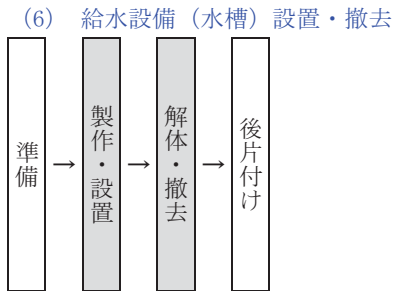 (6) 給水設備（水槽）設置・撤去
準備
→
製作・設置
→
解体・撤去
→
後片付け